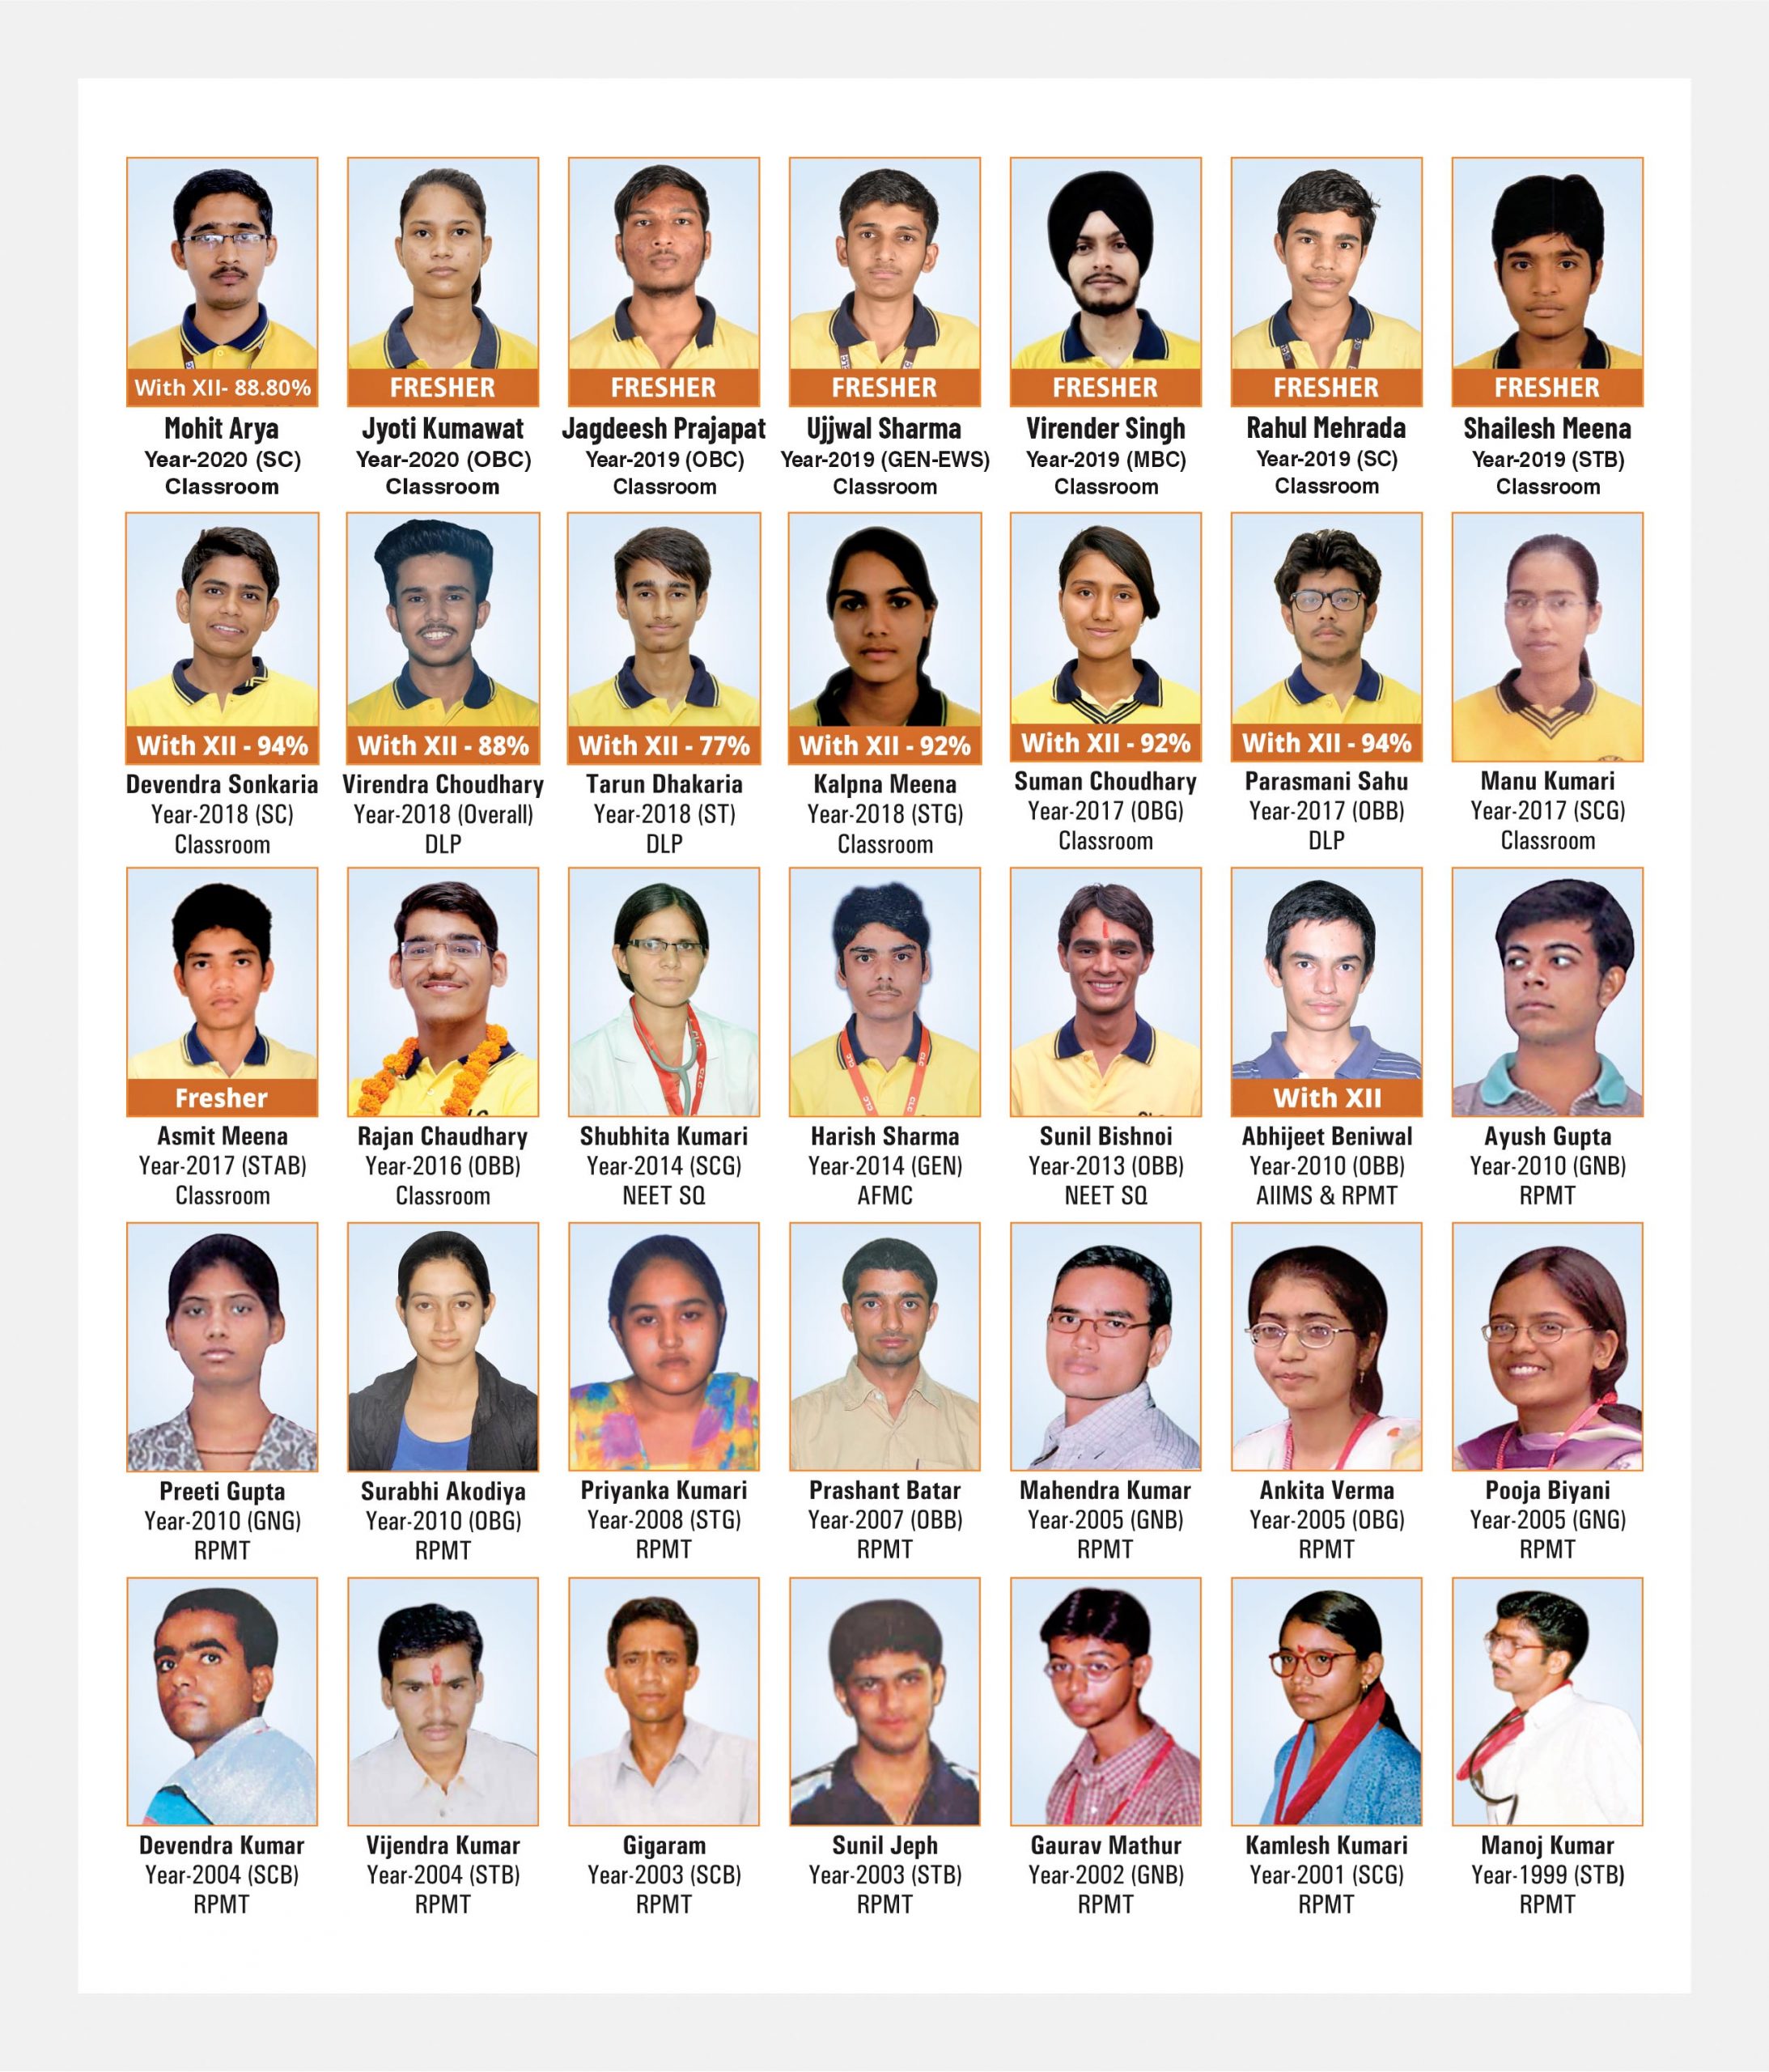 With XII- 88.80%
Mohit Arya
Year-2020 (SC)
Classroom
FRESHER
Jyoti Kumawat
Year-2020 (OBC)
Classroom
FRESHER
Jagdeesh Prajapat
Year-2019 (OBC)
Classroom
FRESHER
Ujjwal Sharma
Year-2019 (GEN-EWS)
Classroom
FRESHER
Virender Singh
Year-2019 (MBC)
Classroom
FRESHER
Rahul Mehrada
Year-2019 (SC)
Classroom
FRESHER
Shailesh Meena
Year-2019 (STB)
Classroom
With XII - 94%
Devendra Sonkaria
Year-2018 (SC)
Classroom
With XII - 88%
Virendra Choudhary
Year-2018 (Overall)
DLP
With XII - 77%
Tarun Dhakaria
Year-2018 (ST)
DLP
With XII - 92%
Kalpna Meena
Year-2018 (STG)
Classroom
With XII - 92%
Suman Choudhary
Year-2017 (OBG)
Classroom
With XII - 94%
Parasmani Sahu
Year-2017 (OBB)
DLP
Manu Kumari
Year-2017 (SCG)
Classroom
Fresher
Asmit Meena
Year-2017 (STAB)
Classroom
Rajan Chaudhary
Year-2016 (OBB)
Classroom
CLC
Shubhita Kumari
Year-2014 (SCG)
NEET SQ
CLC
CLC
CLC
CLC
Harish Sharma
Year-2014 (GEN)
AFMC
Sunil Bishnoi
Year-2013 (OBB)
NEET SQ
With XII
Abhijeet Beniwal
Year-2010 (OBB)
AIIMS & RPMT
Ayush Gupta
Year-2010 (GNB)
RPMT
Preeti Gupta
Year-2010 (GNG)
RPMT
Surabhi Akodiya
Year-2010 (OBG)
RPMT
Priyanka Kumari
Year-2008 (STG)
RPMT
Prashant Batar
Year-2007 (OBB)
RPMT
Mahendra Kumar
Year-2005 (GNB)
RPMT
Ankita Verma
Year-2005 (OBG)
RPMT
Pooja Biyani
Year-2005 (GNG)
RPMT
Devendra Kumar
Year-2004 (SCB)
RPMT
Vijendra Kumar
Year-2004 (STB)
RPMT
Gigaram
Year-2003 (SCB)
RPMT
Sunil Jeph
Year-2003 (STB)
RPMT
Gaurav Mathur
Year-2002 (GNB)
RPMT
Kamlesh Kumari
Year-2001 (SCG)
RPMT
Manoj Kumar
Year-1999 (STB)
RPMT